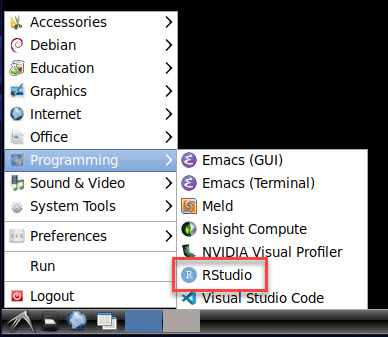 Accessories
Debian
Education
Graphics
Internet
Office
Programming
Sound & Video
System Tools
Preferences
Run
Logout
Emacs (GUI)
Emacs (Terminal)
Meld
Nsight Compute
NVIDIA Visual Profiler
RStudio
Visual Studio Code